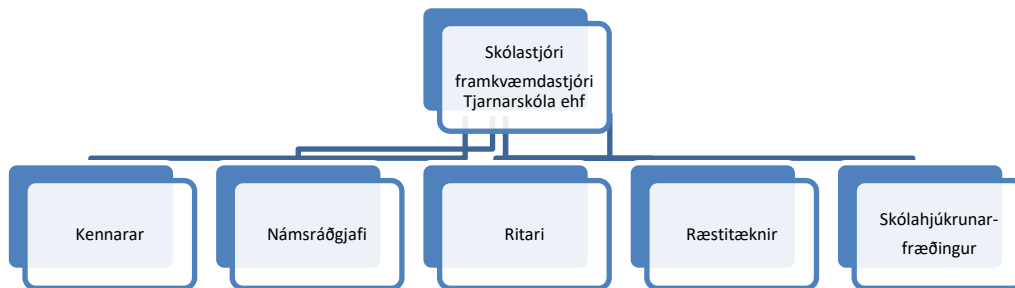 Skólastjóri
framkvæmdastjóri
Tjarnarskóla ehf
Kennarar
Námsráðgjafi
Ritari
Ræstitæknir
Skólahjúkrunar-
fræðingur